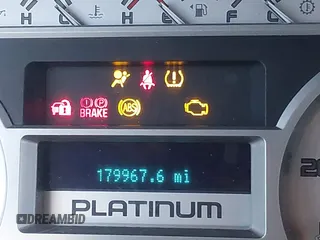 H F C H
BRAKE
ABS
179967.6 mi
PLATINUM
DREAMBID